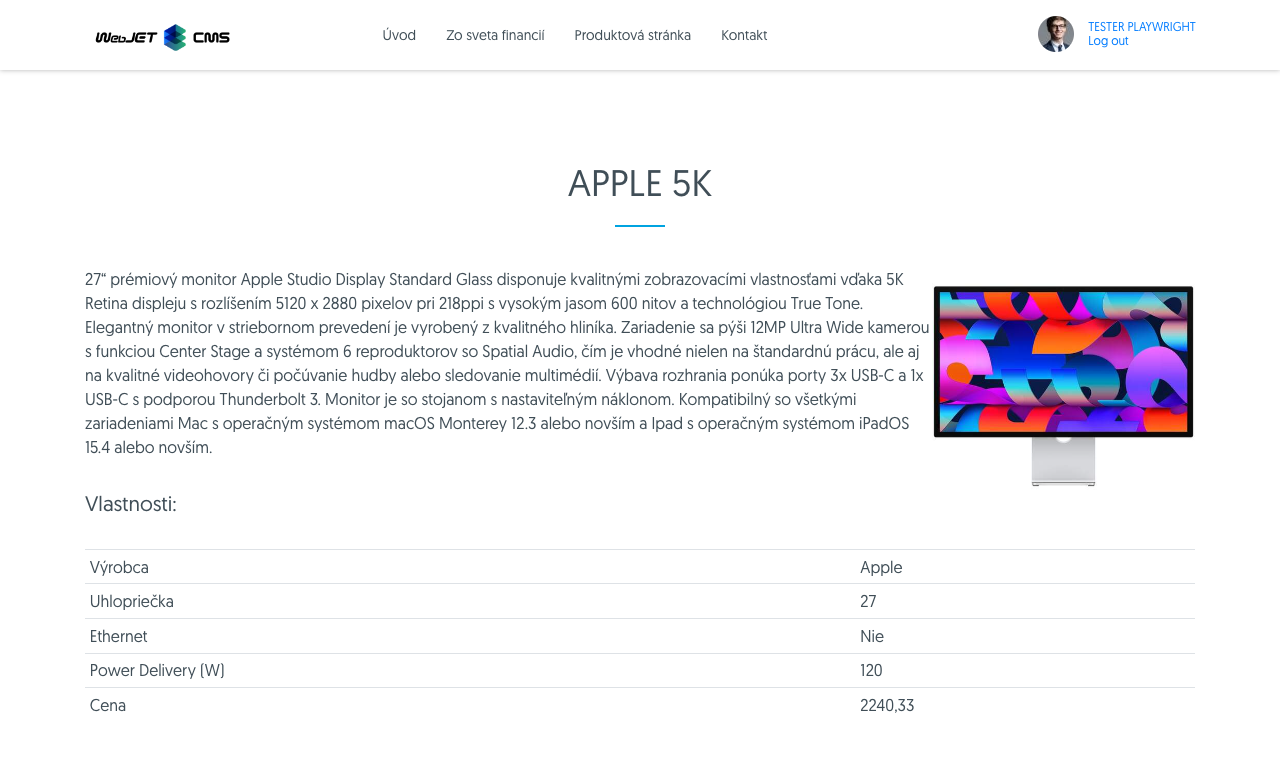 WebJET CMS
Úvod
Zo sveta financií
Produktová stránka
Kontakt
TESTER PLAYWRIGHT
Log out
APPLE 5K
27“ prémiový monitor Apple Studio Display Standard Glass disponuje kvalitnými zobrazovacími vlastnosťami vďaka 5K
Retina displeju s rozlíšením 5120 x 2880 pixelov pri 218ppi s vysokým jasom 600 nitov a technológiou True Tone.
Elegantný monitor v striebornom prevedení je vyrobený z kvalitného hliníka. Zariadenie sa pýši 12MP Ultra Wide kamerou
s funkciou Center Stage a systémom 6 reproduktorov so Spatial Audio, čím je vhodné nielen na štandardnú prácu, ale aj
na kvalitné videohovory či počúvanie hudby alebo sledovanie multimédií. Výbava rozhrania ponúka porty 3x USB-C a 1x
USB-C s podporou Thunderbolt 3. Monitor je so stojanom s nastaviteľným náklonom. Kompatibilný so všetkými
zariadeniami Mac s operačným systémom macOS Monterey 12.3 alebo novším a Ipad s operačným systémom iPadOS
15.4 alebo novším.
Vlastnosti:
Výrobca Apple
Uhlopriečka 27
Ethernet Nie
Power Delivery (W) 120
Cena 2240,33